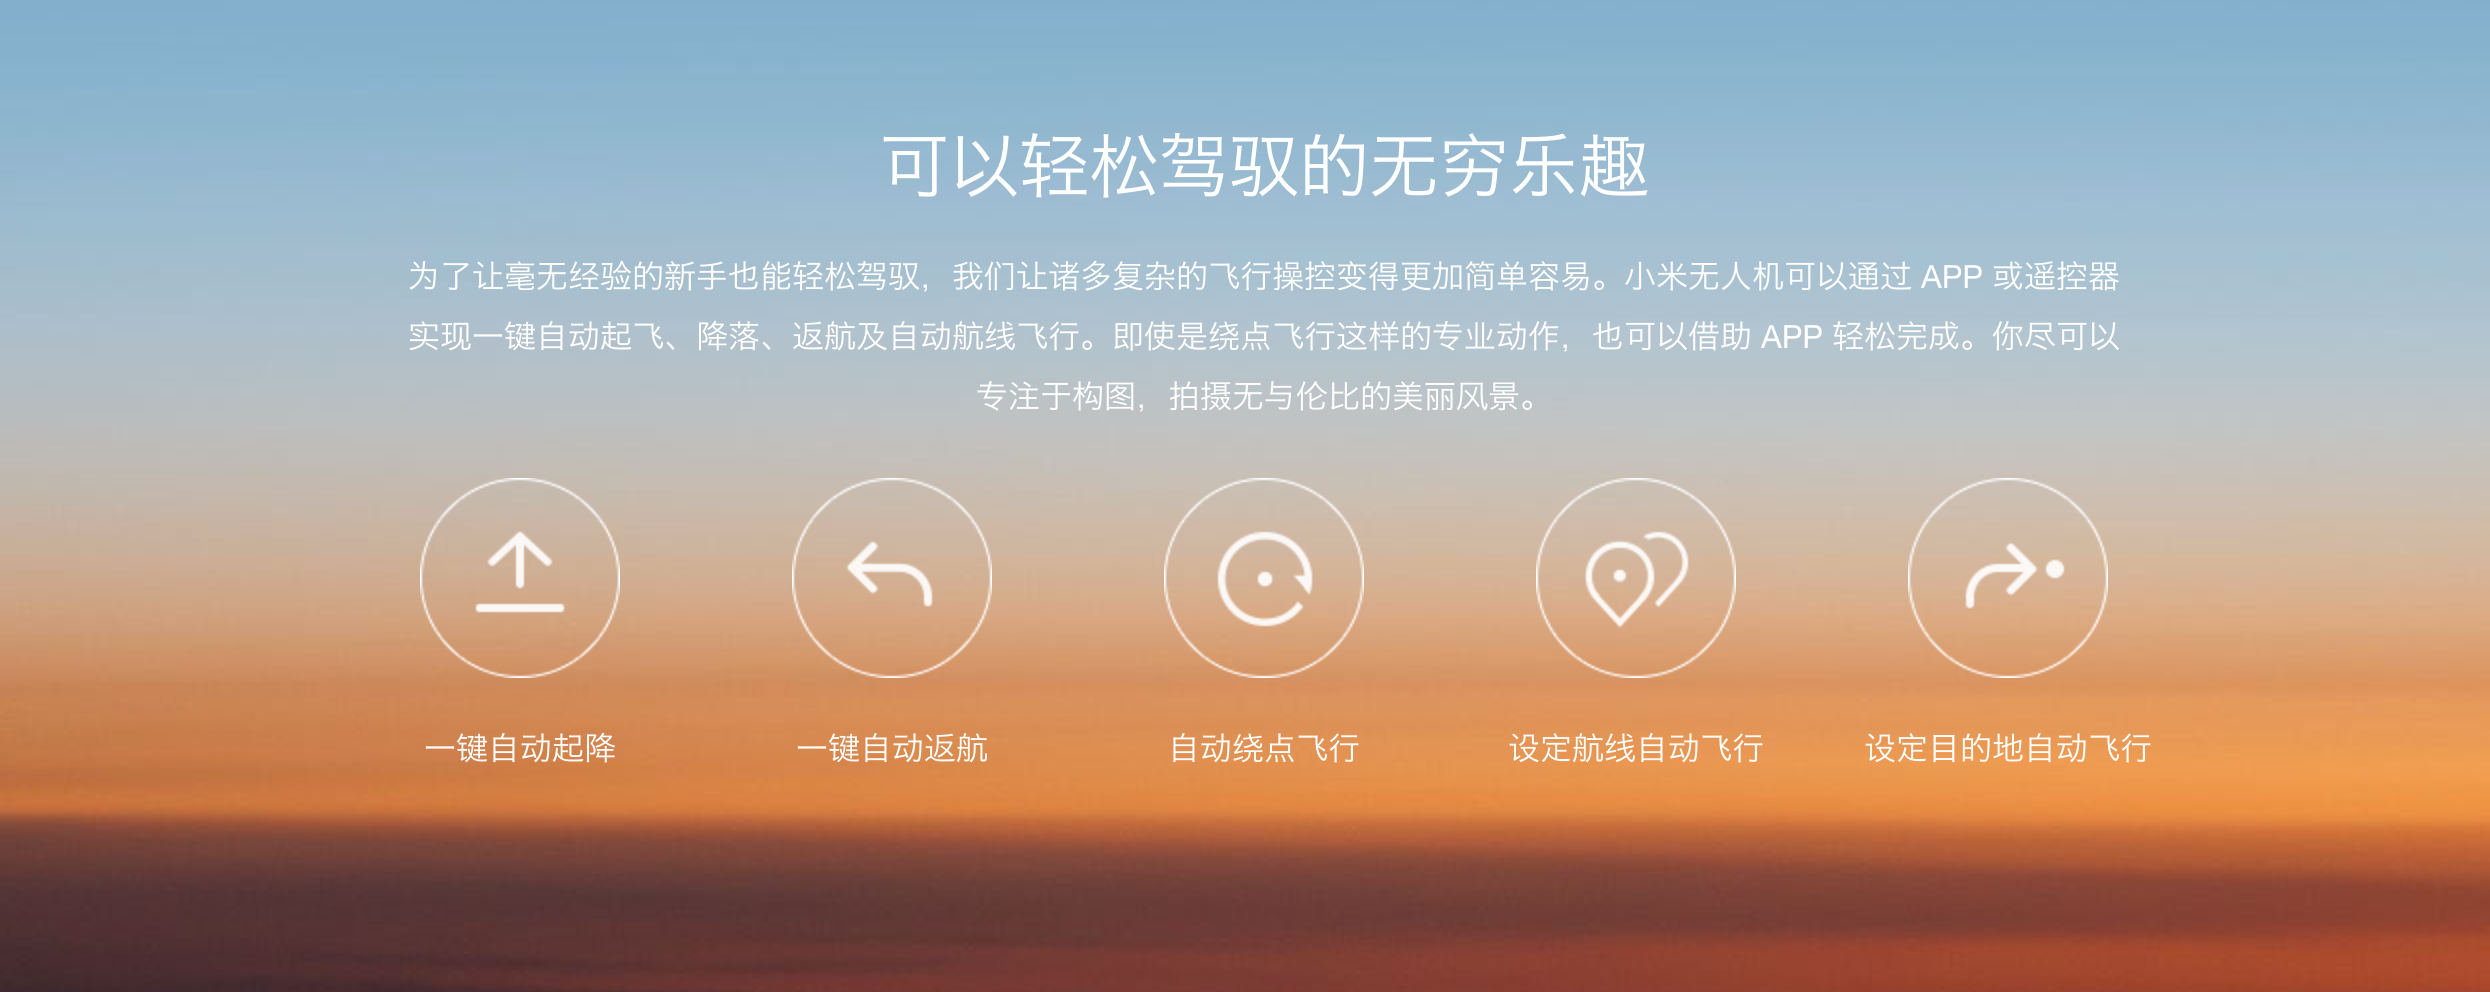 可以轻松驾驭的无穷乐趣
为了让毫无经验的新手也能轻松驾驭，我们让诸多复杂的飞行操控变得更加简单容易。小米无人机可以通过 APP 或遥控器
实现一键自动起飞、降落、返航及自动航线飞行。即使是绕点飞行这样的专业动作，也可以借助 APP 轻松完成。你尽可以
专注于构图，拍摄无与伦比的美丽风景。
一键自动起降
一键自动返航
自动绕点飞行
设定航线自动飞行
设定目的地自动飞行